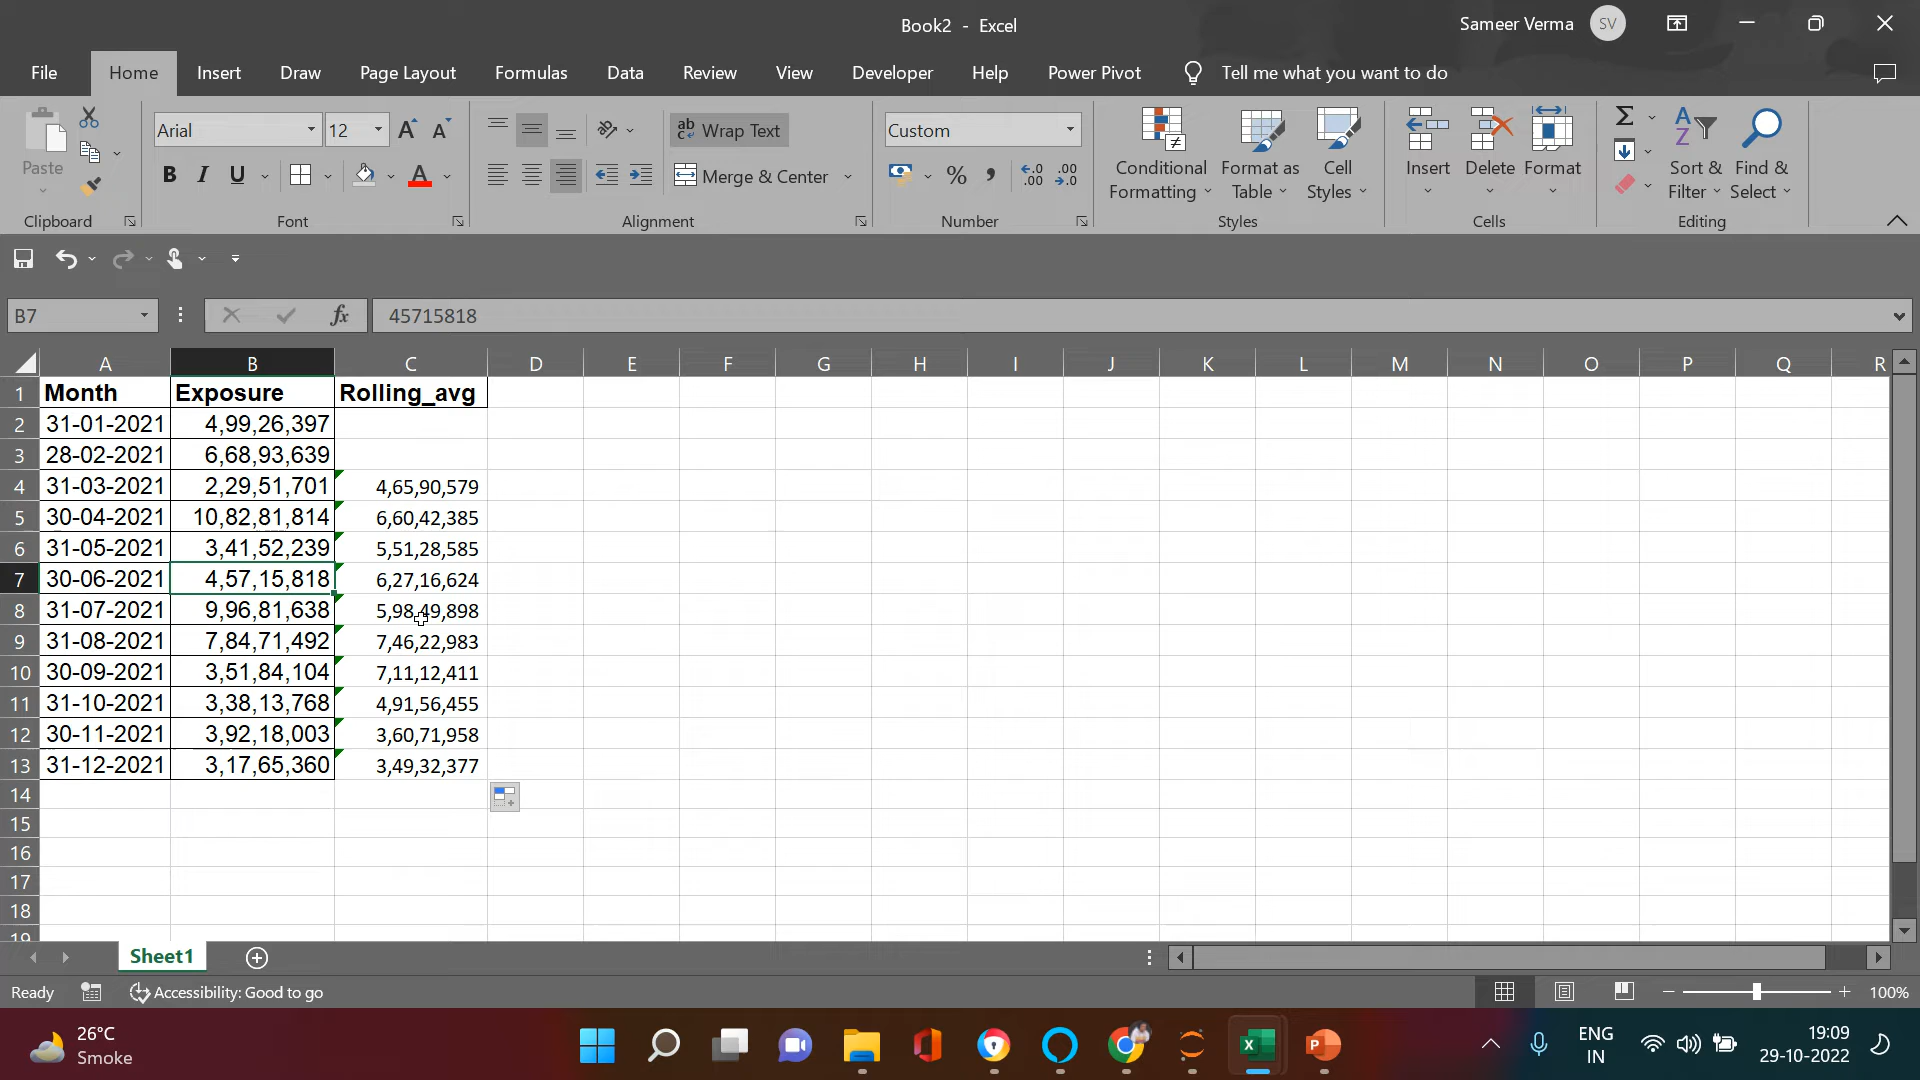 Book2 - Excel
Sameer Verma SV
File Home Insert Draw Page Layout Formulas Data Review View Developer Help Power Pivot Tell me what you want to do
Arial 12 Wrap Text Custom
Paste
B I U A Merge & Center % , Conditional Formatting Format as Table Cell Styles Insert Delete Format Sort & Filter Find & Select
Clipboard Font Alignment Number Styles Cells Editing
B7 fx 45715818
A B C D E F G H I J K L M N O P Q R
1 Month Exposure Rolling_avg
2 31-01-2021 4,99,26,397
3 28-02-2021 6,68,93,639
4 31-03-2021 2,29,51,701 4,65,90,579
5 30-04-2021 10,82,81,814 6,60,42,385
6 31-05-2021 3,41,52,239 5,51,28,585
7 30-06-2021 4,57,15,818 6,27,16,624
8 31-07-2021 9,96,81,638 5,98,49,898
9 31-08-2021 7,84,71,492 7,46,22,983
10 30-09-2021 3,51,84,104 7,11,12,411
11 31-10-2021 3,38,13,768 4,91,56,455
12 30-11-2021 3,92,18,003 3,60,71,958
13 31-12-2021 3,17,65,360 3,49,32,377
14
15
16
17
18
19
Sheet1
Ready Accessibility: Good to go 100%
26°C
Smoke
ENG
IN
19:09
29-10-2022